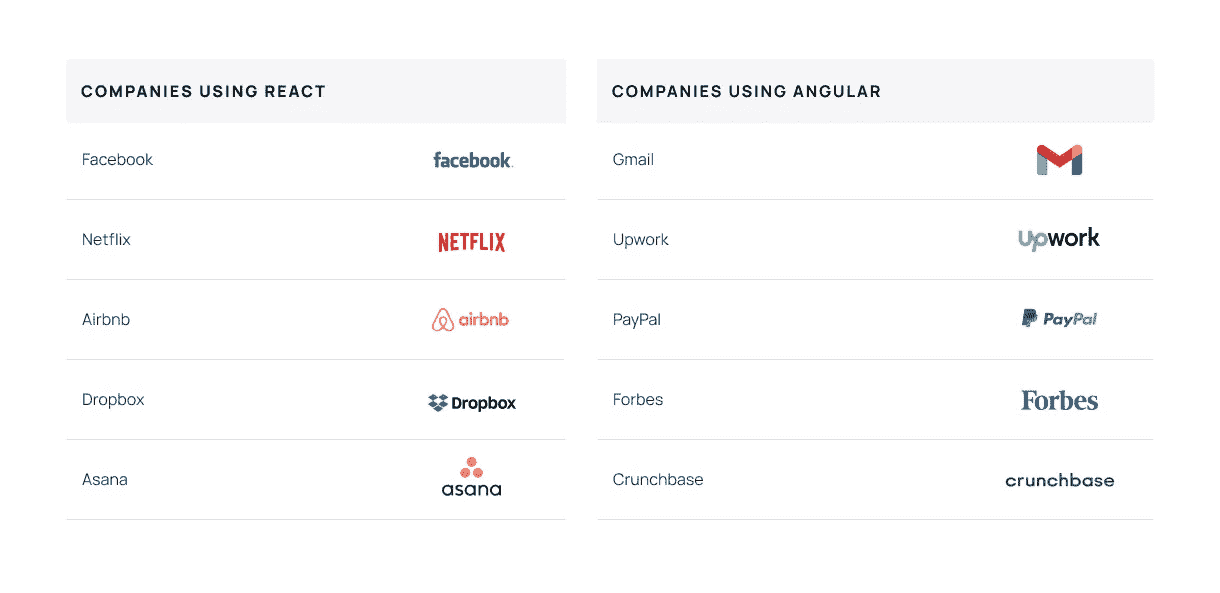 COMPANIES USING REACT
Facebook facebook.
Netflix NETFLIX
Airbnb airbnb
Dropbox Dropbox
Asana asana
COMPANIES USING ANGULAR
Gmail
Upwork upwork
PayPal PayPal
Forbes Forbes
Crunchbase crunchbase